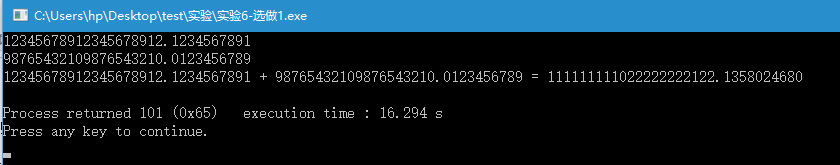 C:\Users\hp\Desktop\test\实验\实验6-选做1.exe
12345678912345678912.1234567891
98765432109876543210.0123456789
12345678912345678912.1234567891 + 98765432109876543210.0123456789 = 111111111022222222122.1358024680
Process returned 101 (0x65)   execution time : 16.294 s
Press any key to continue.